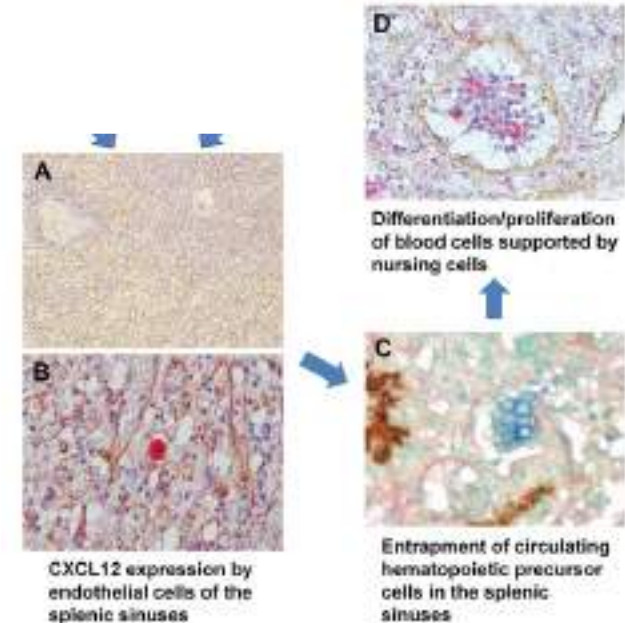 A
B
CXCL12 expression by
endothelial cells of the
splenic sinuses
C
Entrapment of circulating
hematopoietic precursor
cells in the splenic
sinuses
D
Differentiation/proliferation
of blood cells supported by
nursing cells